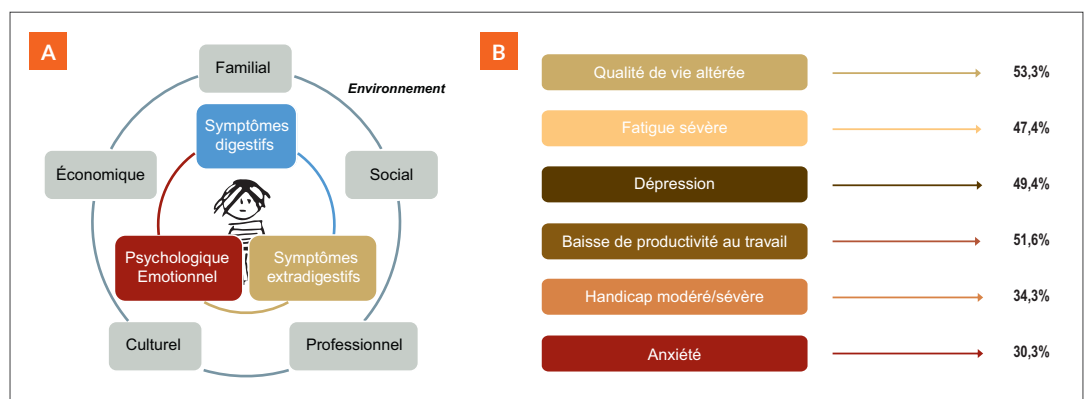 A
Familial
Environnement
Symptômes
digestifs
Économique
Social
Psychologique
Emotionnel
Symptômes
extradigestifs
Culturel
Professionnel
B
Qualité de vie altérée 53,3%
Fatigue sévère 47,4%
Dépression 49,4%
Baisse de productivité au travail 51,6%
Handicap modéré/sévère 34,3%
Anxiété 30,3%